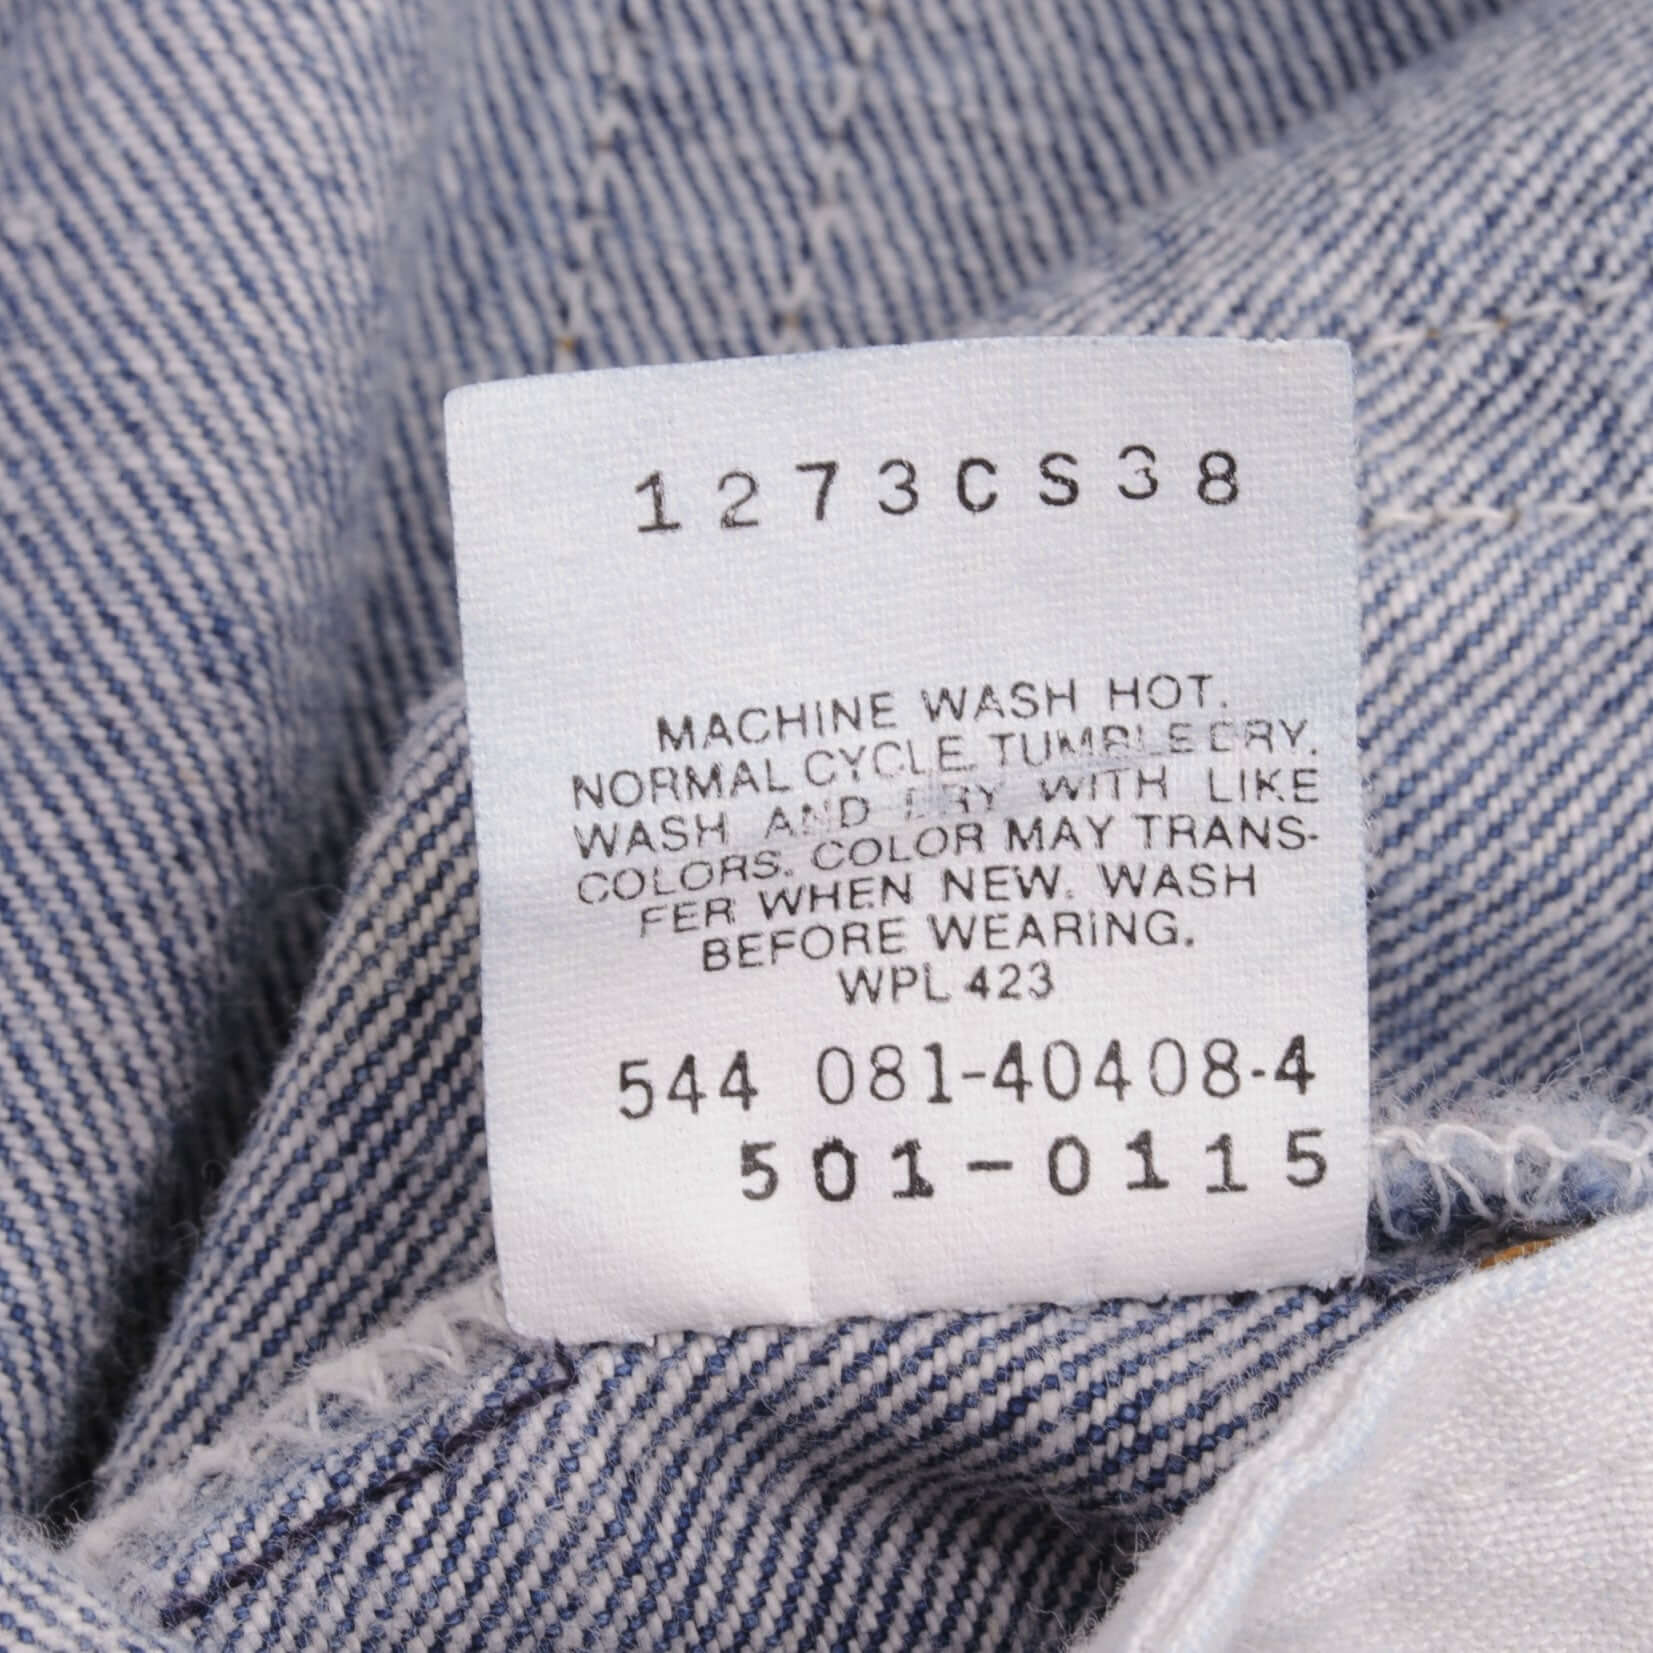 1273CS38
MACHINE WASH HOT.
NORMAL CYCLE. TUMBLE DRY.
WASH AND DRY WITH LIKE
COLORS. COLOR MAY TRANS-
FER WHEN NEW. WASH
BEFORE WEARING.
WPL 423
544 081-40408-4
501-0115